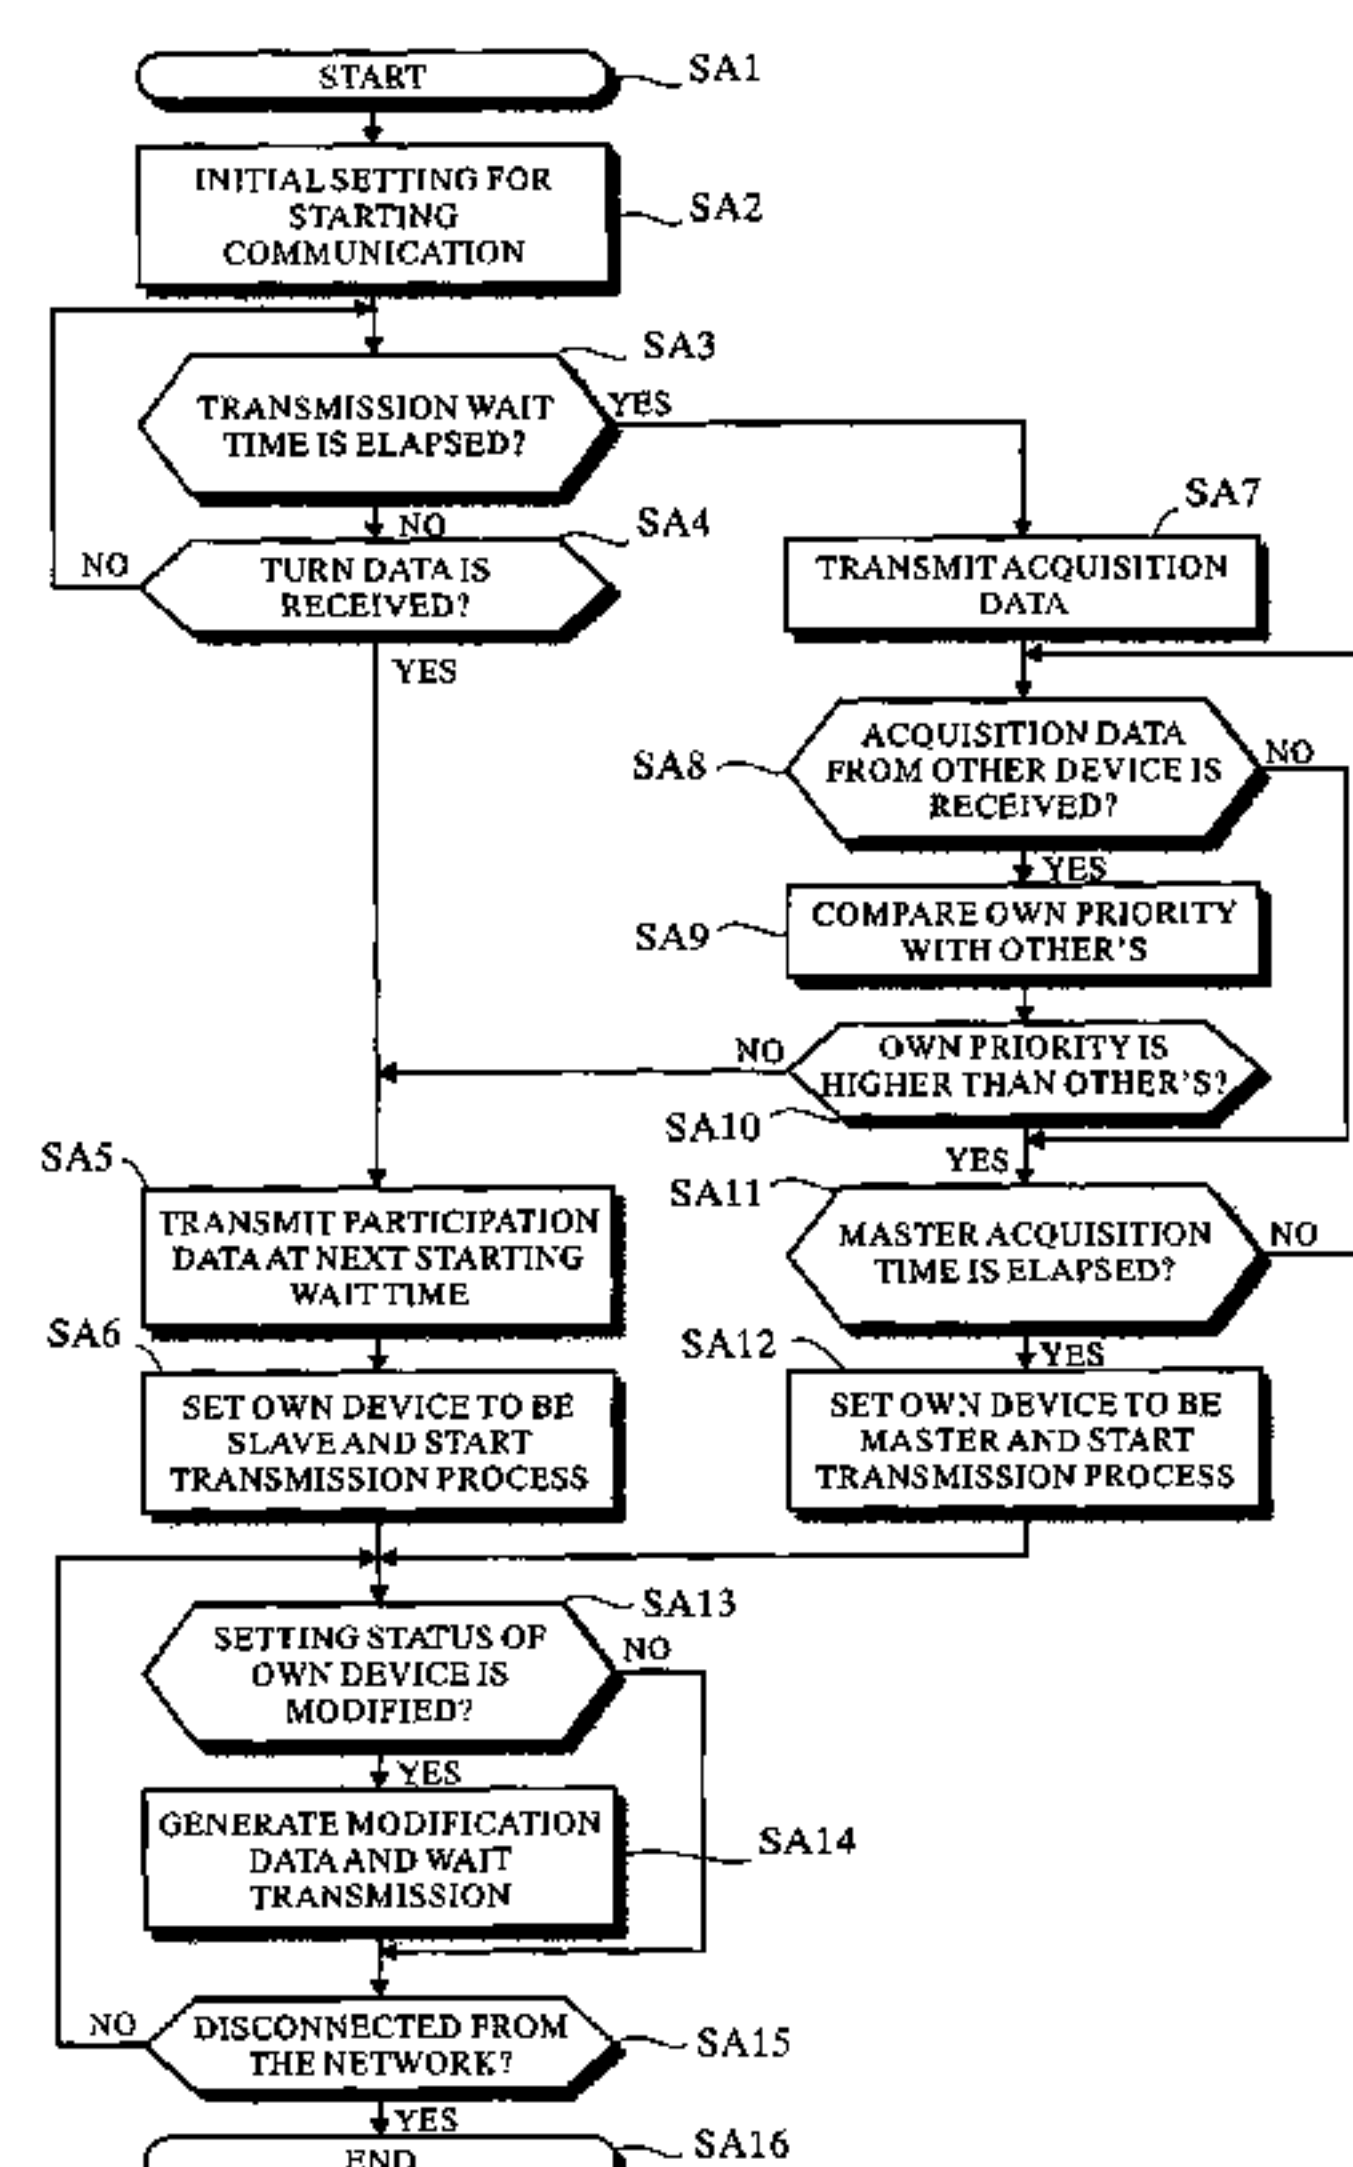 START
SA1
INITIAL SETTING FOR
STARTING
COMMUNICATION
SA2
SA3
TRANSMISSION WAIT
TIME IS ELAPSED?
YES
NO
SA4
NO
TURN DATA IS
RECEIVED?
YES
SA7
TRANSMIT ACQUISITION
DATA
SA8
ACQUISITION DATA
FROM OTHER DEVICE IS
RECEIVED?
NO
YES
SA9
COMPARE OWN PRIORITY
WITH OTHER'S
NO
OWN PRIORITY IS
HIGHER THAN OTHER'S?
SA10
YES
SA5
TRANSMIT PARTICIPATION
DATA AT NEXT STARTING
WAIT TIME
SA11
MASTER ACQUISITION
TIME IS ELAPSED?
NO
YES
SA6
SET OWN DEVICE TO BE
SLAVE AND START
TRANSMISSION PROCESS
SA12
SET OWN DEVICE TO BE
MASTER AND START
TRANSMISSION PROCESS
SA13
SETTING STATUS OF
OWN DEVICE IS
MODIFIED?
NO
YES
GENERATE MODIFICATION
DATA AND WAIT
TRANSMISSION
SA14
NO
DISCONNECTED FROM
THE NETWORK?
SA15
YES
END
SA16